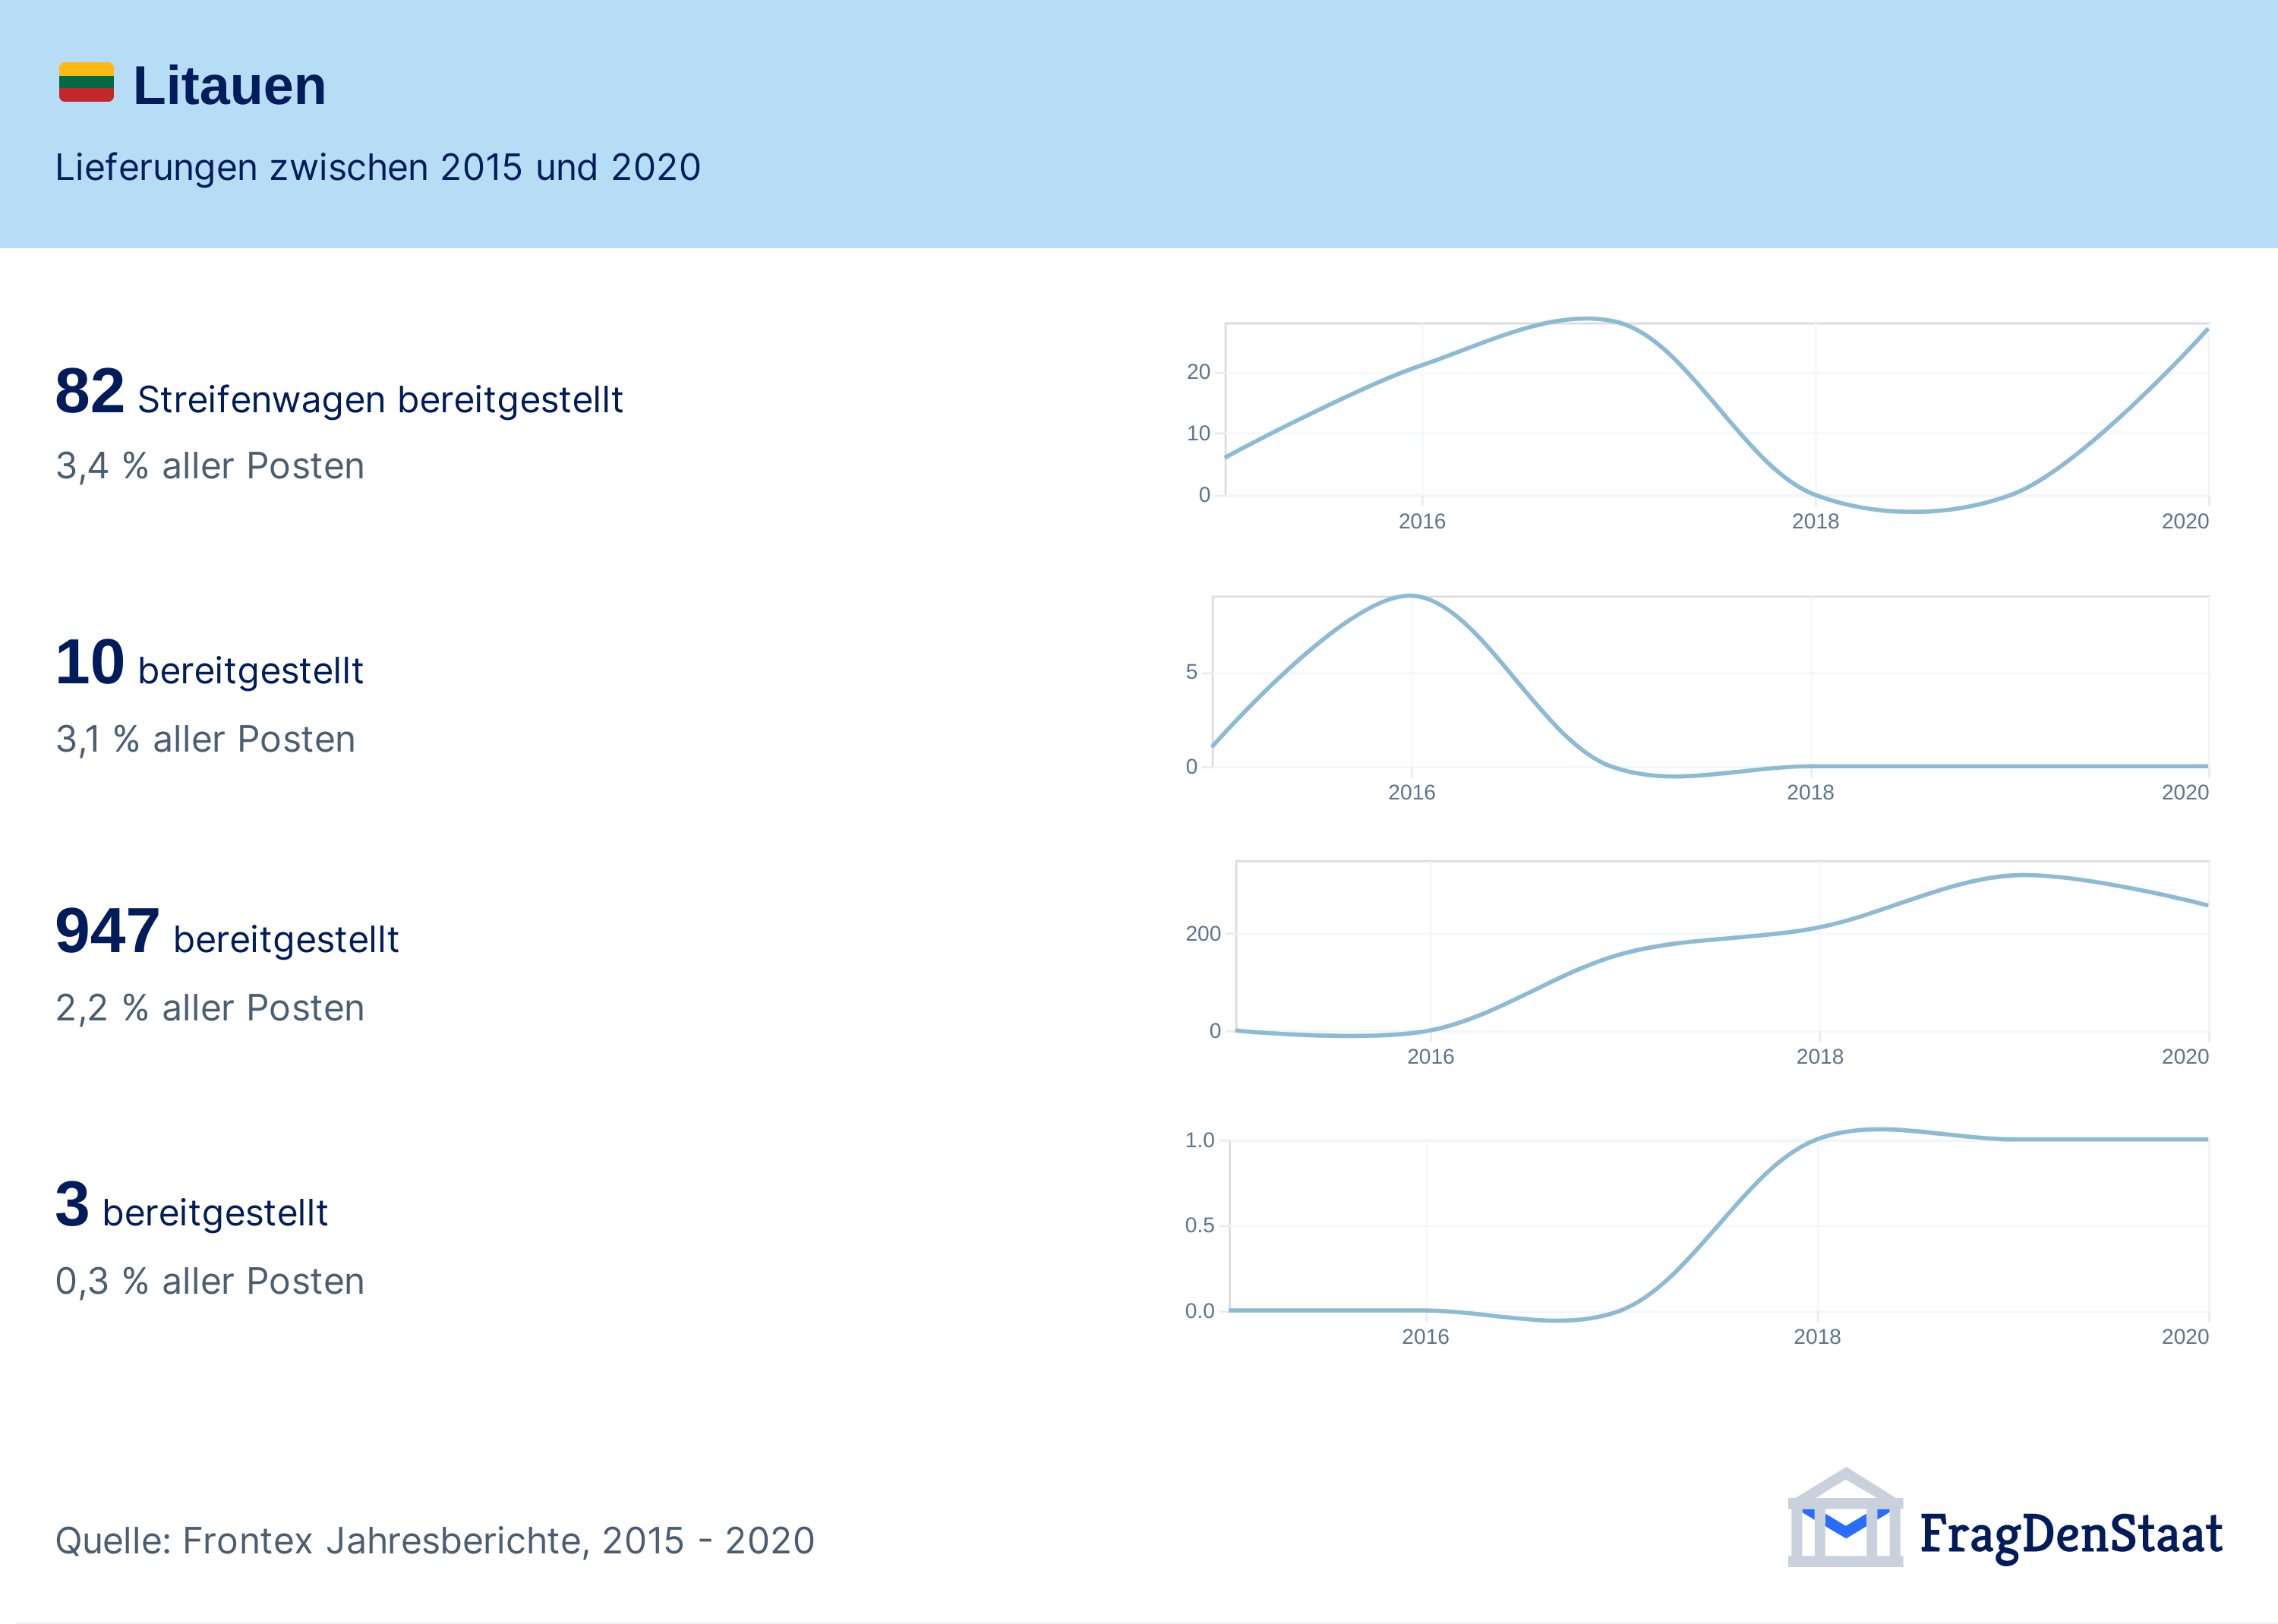 Litauen
Lieferungen zwischen 2015 und 2020
82 Streifenwagen bereitgestellt
3,4 % aller Posten
20
10
0
2016 2018 2020
10 bereitgestellt
3,1 % aller Posten
5
0
2016 2018 2020
947 bereitgestellt
2,2 % aller Posten
200
0
2016 2018 2020
3 bereitgestellt
0,3 % aller Posten
1.0
0.5
0.0
2016 2018 2020
Quelle: Frontex Jahresberichte, 2015 - 2020
FragDenStaat